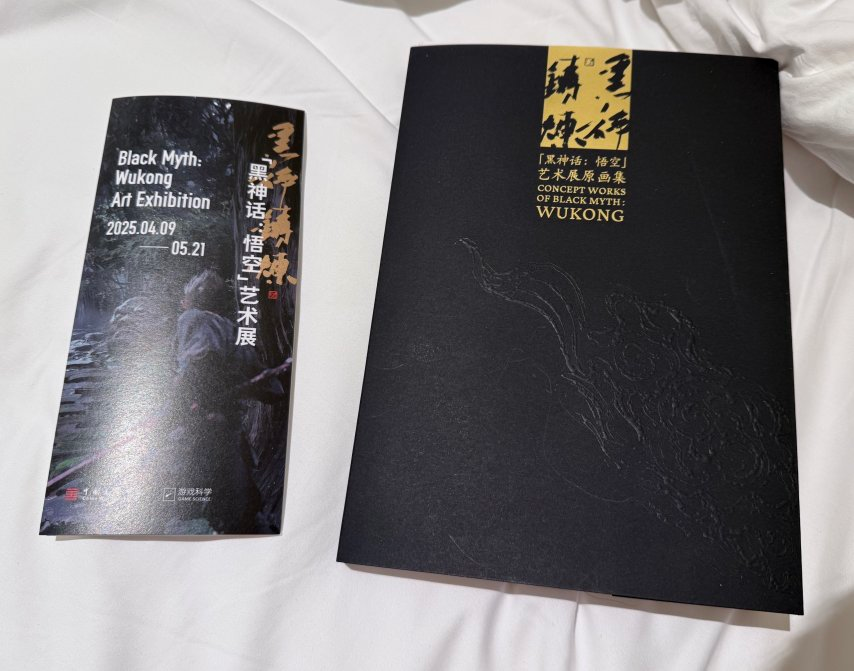 Black Myth:
Wukong
Art Exhibition
2025.04.09
05.21
「黑神话:悟空」艺术展
游戏科学
GAME SCIENCE
「黑神话:悟空」
艺术展原画集
CONCEPT WORKS
OF BLACK MYTH:
WUKONG